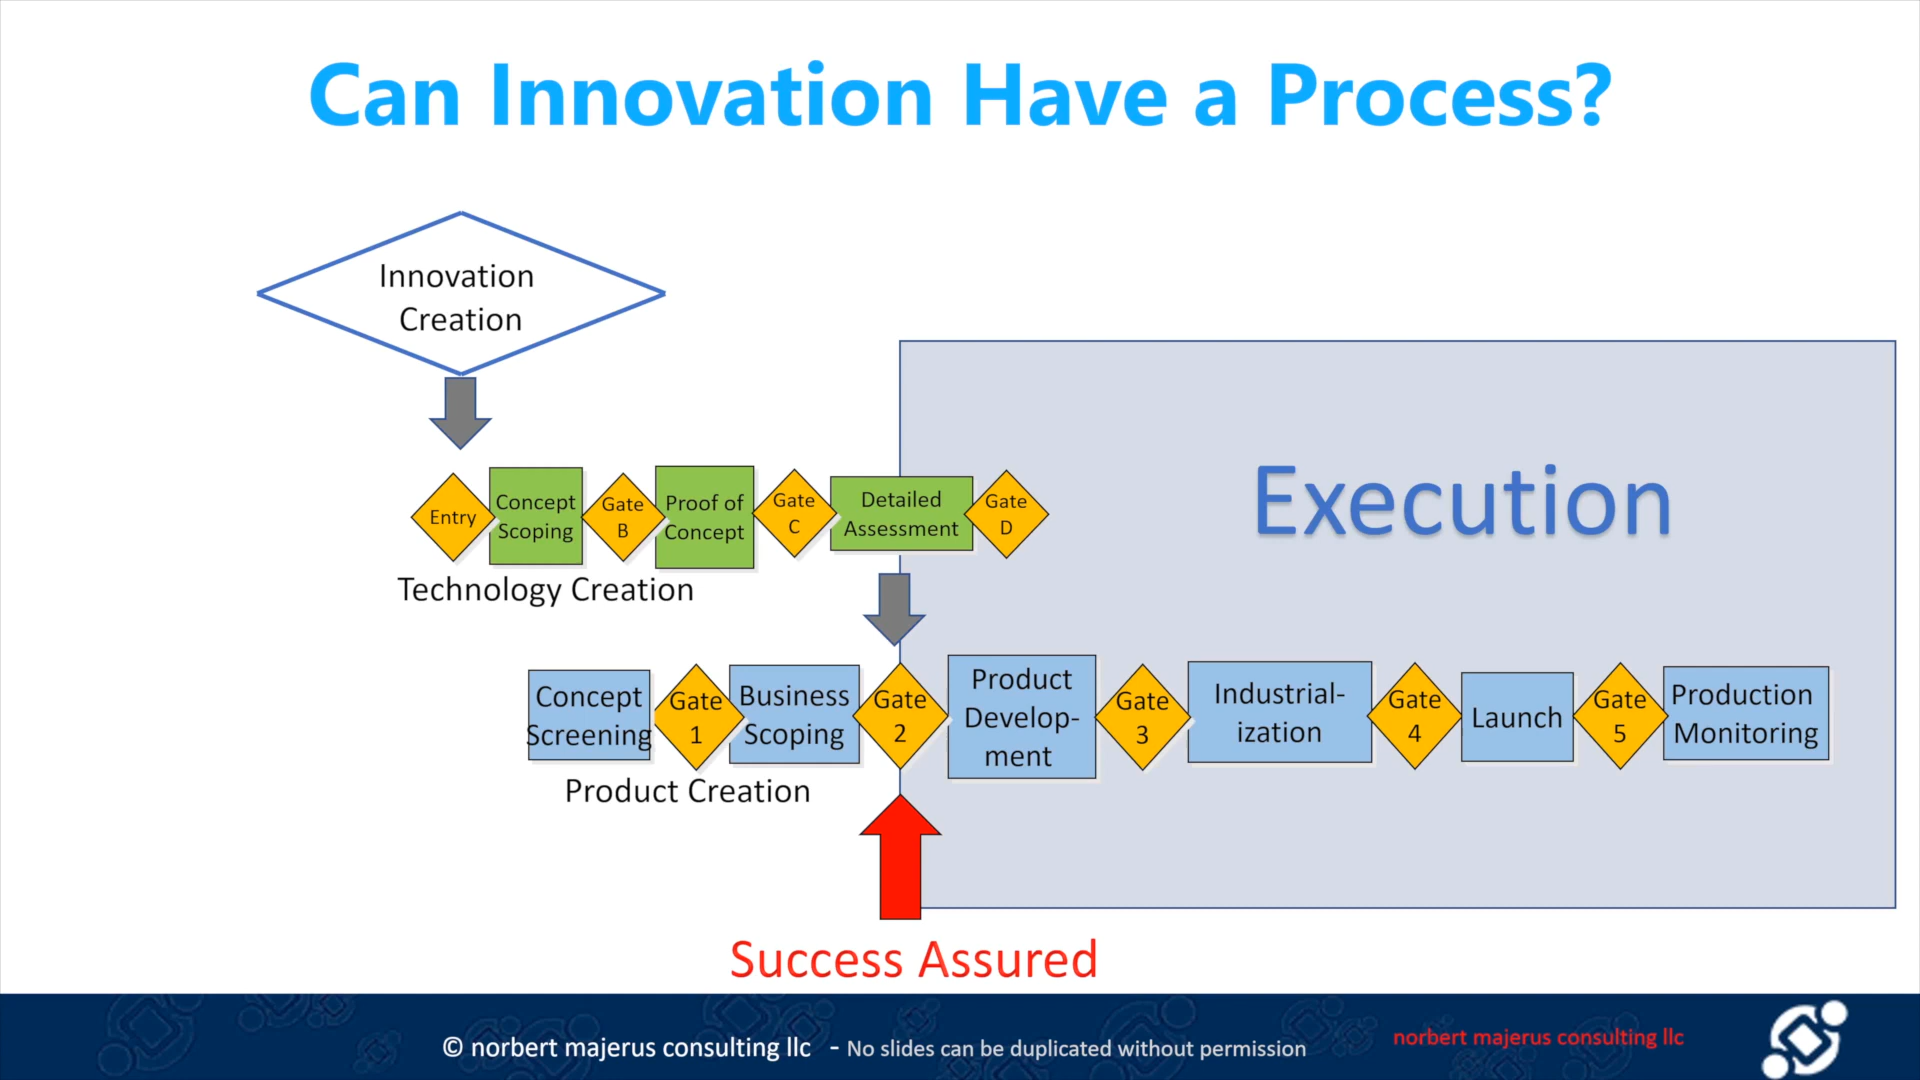 Can Innovation Have a Process?
Innovation
Creation
Execution
Entry
Concept
Scoping
Gate
B
Proof of
Concept
Gate
C
Detailed
Assessment
Gate
D
Technology Creation
Concept
Screening
Gate
1
Business
Scoping
Gate
2
Product
Develop-
ment
Gate
3
Industrial-
ization
Gate
4
Launch
Gate
5
Production
Monitoring
Product Creation
Success Assured
© norbert majerus consulting llc - No slides can be duplicated without permission
norbert majerus consulting llc